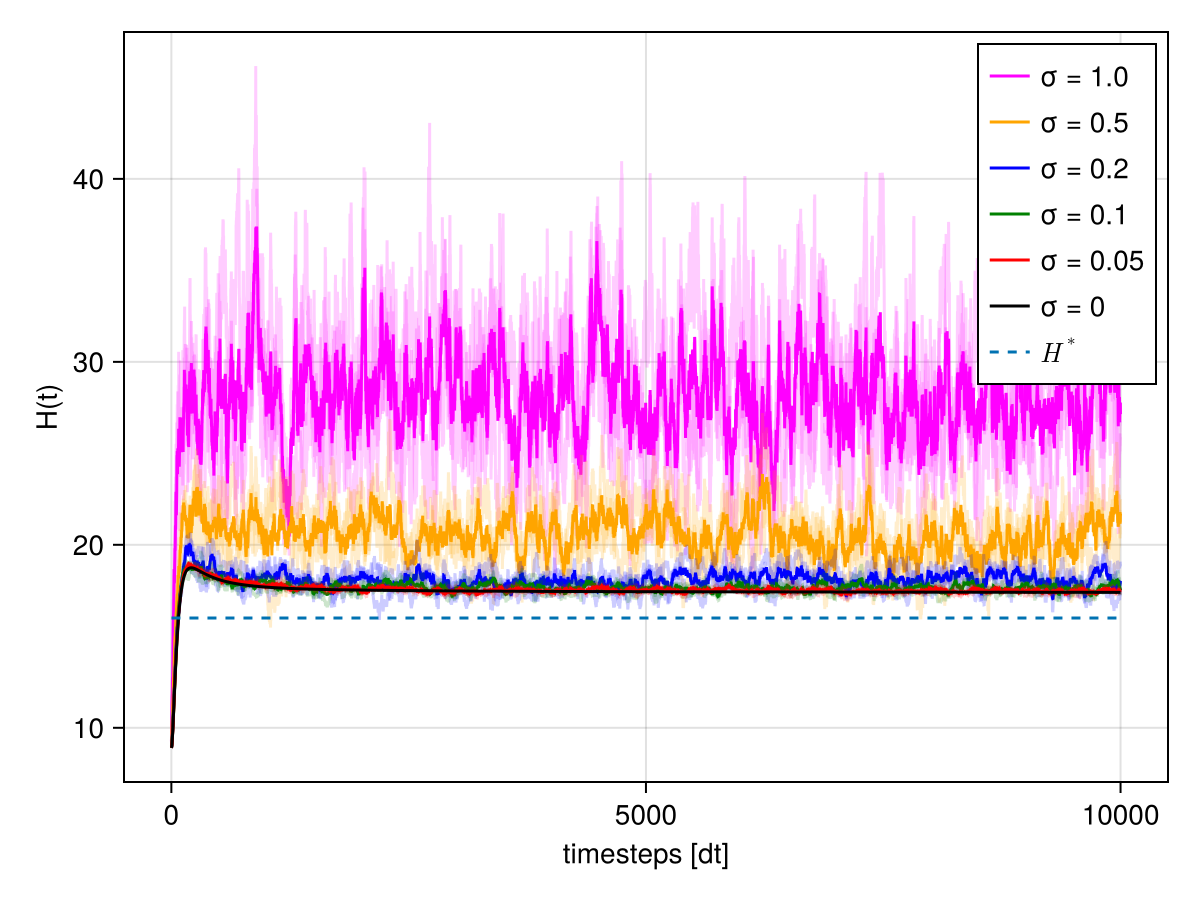 σ = 1.0
σ = 0.5
σ = 0.2
σ = 0.1
σ = 0.05
σ = 0
H*
40
30
20
10
H(t)
0
5000
10000
timesteps [dt]